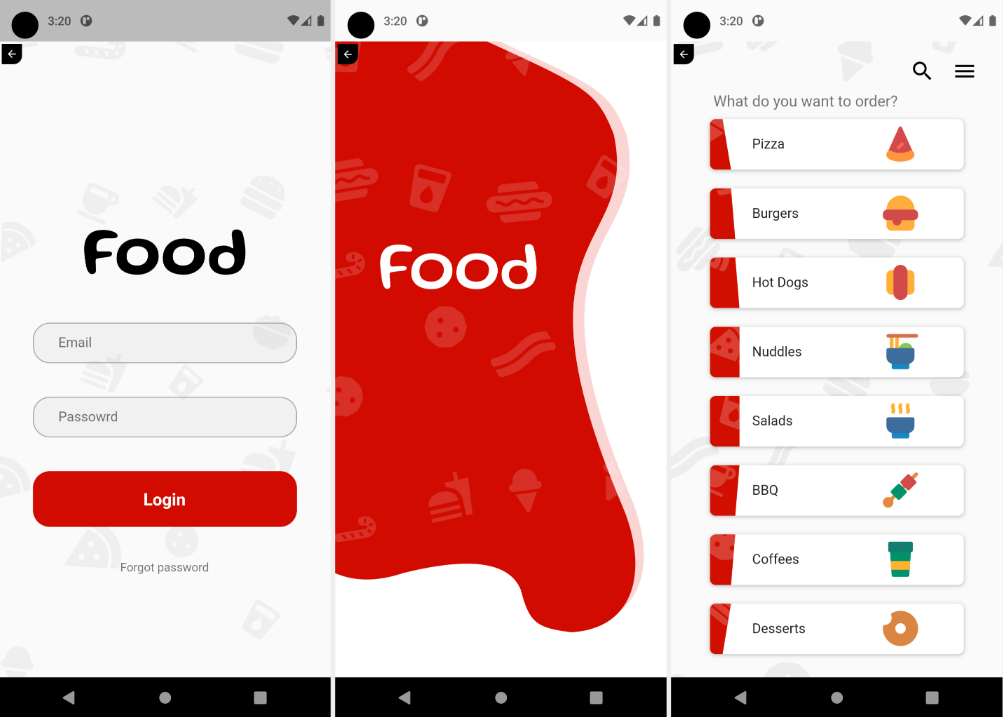 3:20
Food
Email
Passowrd
Login
Forgot password
3:20
Food
3:20
What do you want to order?
Pizza
Burgers
Hot Dogs
Nuddles
Salads
BBQ
Coffees
Desserts